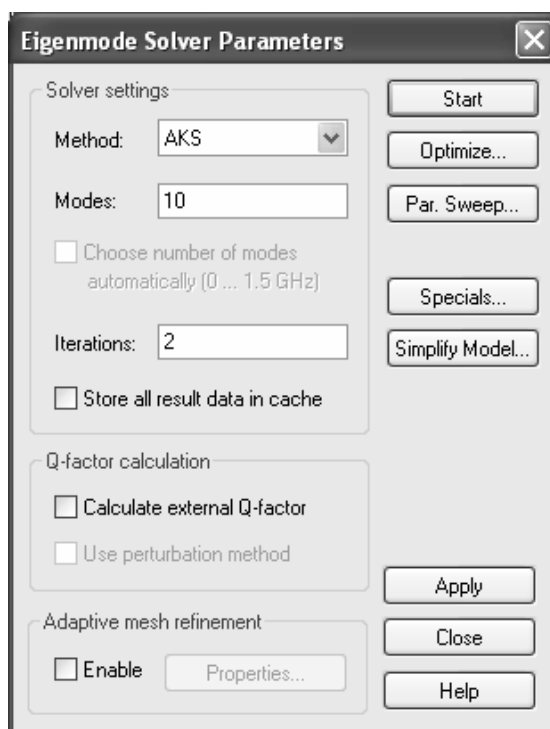 Eigenmode Solver Parameters
Solver settings
Method:
AKS
Modes:
10
Choose number of modes
automatically (0 ... 1.5 GHz)
Iterations:
2
Store all result data in cache
Q-factor calculation
Calculate external Q-factor
Use perturbation method
Adaptive mesh refinement
Enable
Properties...
Start
Optimize...
Par. Sweep...
Specials...
Simplify Model...
Apply
Close
Help